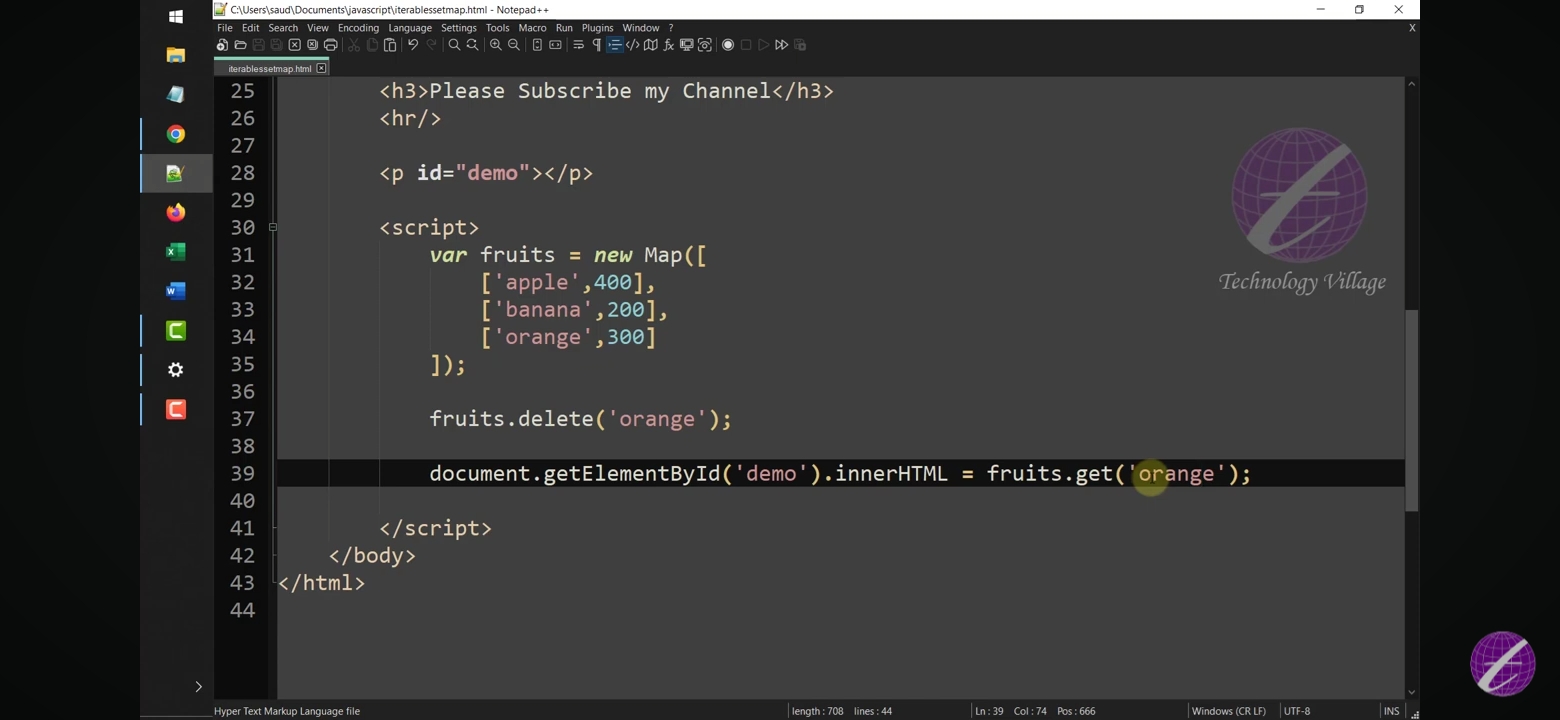 C:\Users\saud\Documents\javascript\iterablessetmap.html - Notepad++
File Edit Search View Encoding Language Settings Tools Macro Run Plugins Window ? X
iterablessetmap.html
25 <h3>Please Subscribe my Channel</h3>
26 <hr/>
27
28 <p id="demo"></p>
29
30 <script>
31 var fruits = new Map([
32 ['apple',400],
33 ['banana',200],
34 ['orange',300]
35 ]);
36
37 fruits.delete('orange');
38
39 document.getElementById('demo').innerHTML = fruits.get('orange');
40
41 </script>
42 </body>
43 </html>
44
Technology Village
Hyper Text Markup Language file length : 708 lines : 44 Ln : 39 Col : 74 Pos : 666 Windows (CR LF) UTF-8 INS